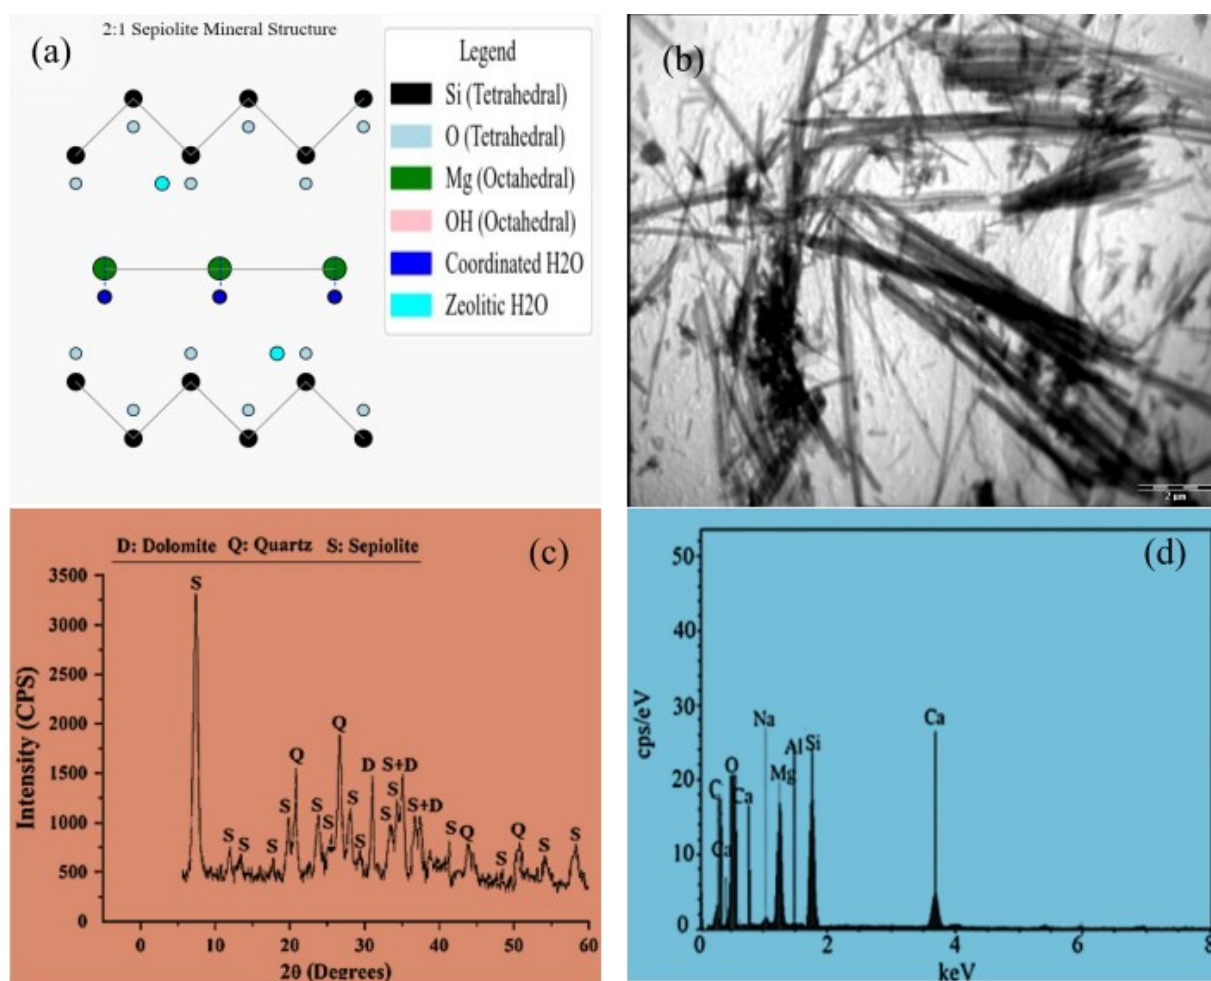 (a)
2:1 Sepiolite Mineral Structure
Legend
Si (Tetrahedral)
O (Tetrahedral)
Mg (Octahedral)
OH (Octahedral)
Coordinated H2O
Zeolitic H2O
(b)
2 µm
(c)
D: Dolomite Q: Quartz S: Sepiolite
3500
3000
2500
2000
1500
1000
500
0
Intensity (CPS)
S
S
S
S
S
Q
S
S
Q
S
S
D
S
S+D
S+D
S
Q
S
Q
S
S
0
10
20
30
40
50
60
2θ (Degrees)
(d)
50
40
30
20
10
0
cps/eV
C
Ca
O
Ca
Na
Mg
Al
Si
Ca
0
2
4
6
8
keV